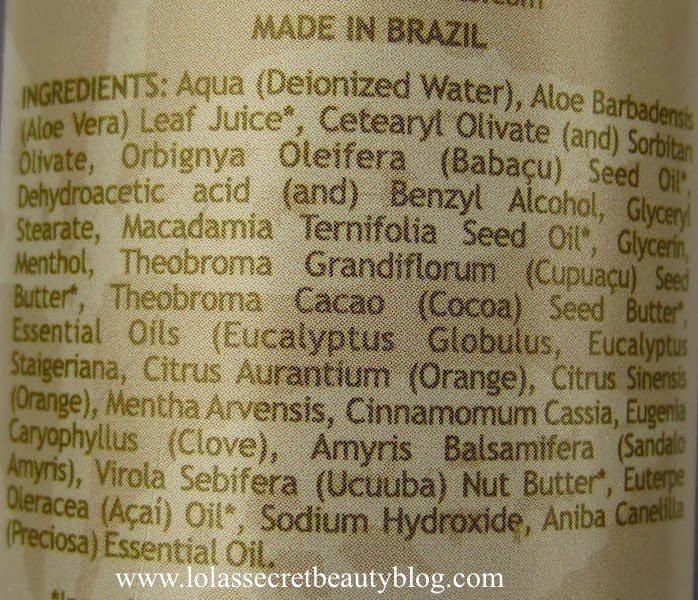 MADE IN BRAZIL
INGREDIENTS: Aqua (Deionized Water), Aloe Barbadensis
(Aloe Vera) Leaf Juice*, Cetearyl Olivate (and) Sorbitan
Olivate, Orbignya Oleifera (Babaçu) Seed Oil*
Dehydroacetic acid (and) Benzyl Alcohol, Glyceryl
Stearate, Macadamia Ternifolia Seed Oil*, Glycerin,
Menthol, Theobroma Grandiflorum (Cupuaçu) Seed
Butter*, Theobroma Cacao (Cocoa) Seed Butter*,
Essential Oils (Eucalyptus Globulus, Eucalyptus
Staigeriana, Citrus Aurantium (Orange), Citrus Sinensis
(Orange), Mentha Arvensis, Cinnamomum Cassia, Eugenia
Caryophyllus (Clove), Amyris Balsamifera (Sandalo
Amyris), Virola Sebifera (Ucuuba) Nut Butter*, Euterpe
Oleracea (Açaí) Oil*, Sodium Hydroxide, Aniba Canelilla
(Preciosa) Essential Oil.
www.lolassecretbeautyblog.com